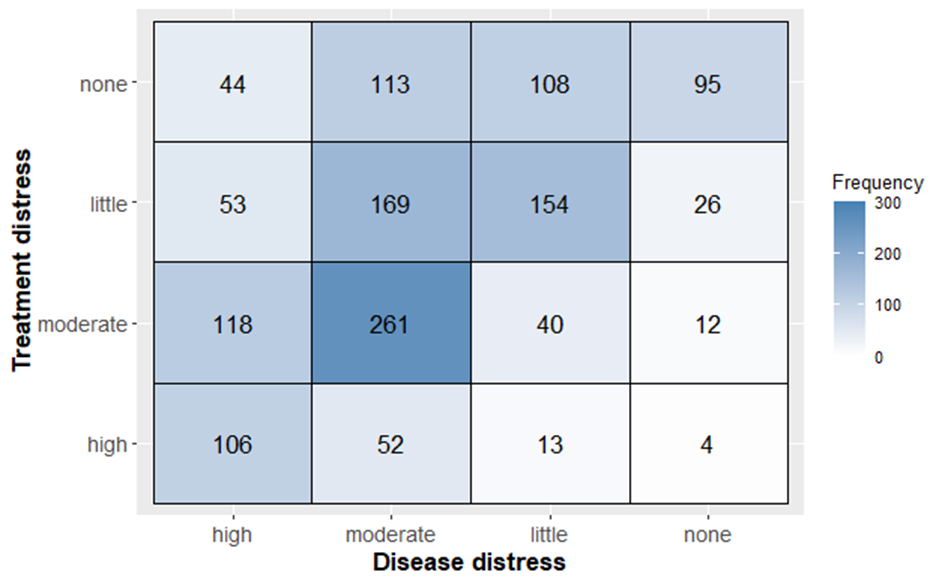 none 44 113 108 95
little 53 169 154 26
moderate 118 261 40 12
high 106 52 13 4
high moderate little none
Disease distress
Treatment distress
Frequency
300
200
100
0